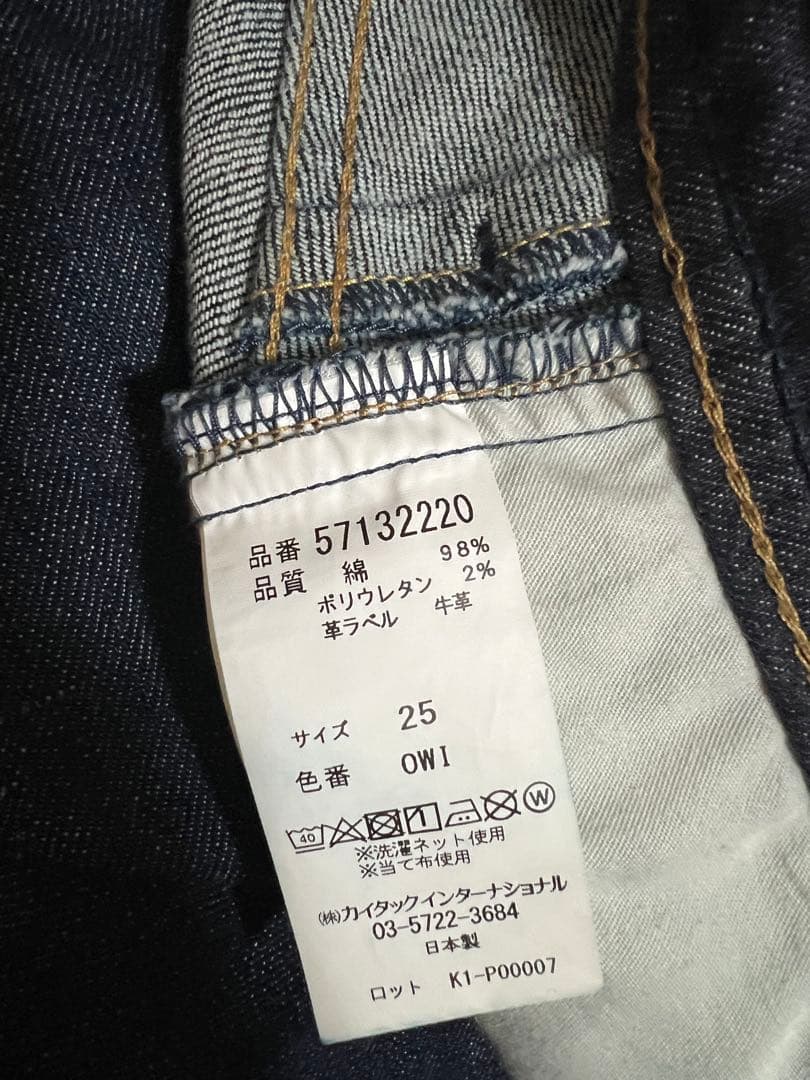 品番 57132220
品質 綿 98%
ポリウレタン 2%
革ラベル 牛革
サイズ 25
色番 OWI
40 W
※洗濯ネット使用
※当て布使用
㈱カイタックインターナショナル
03-5722-3684
日本製
ロット K1-P00007